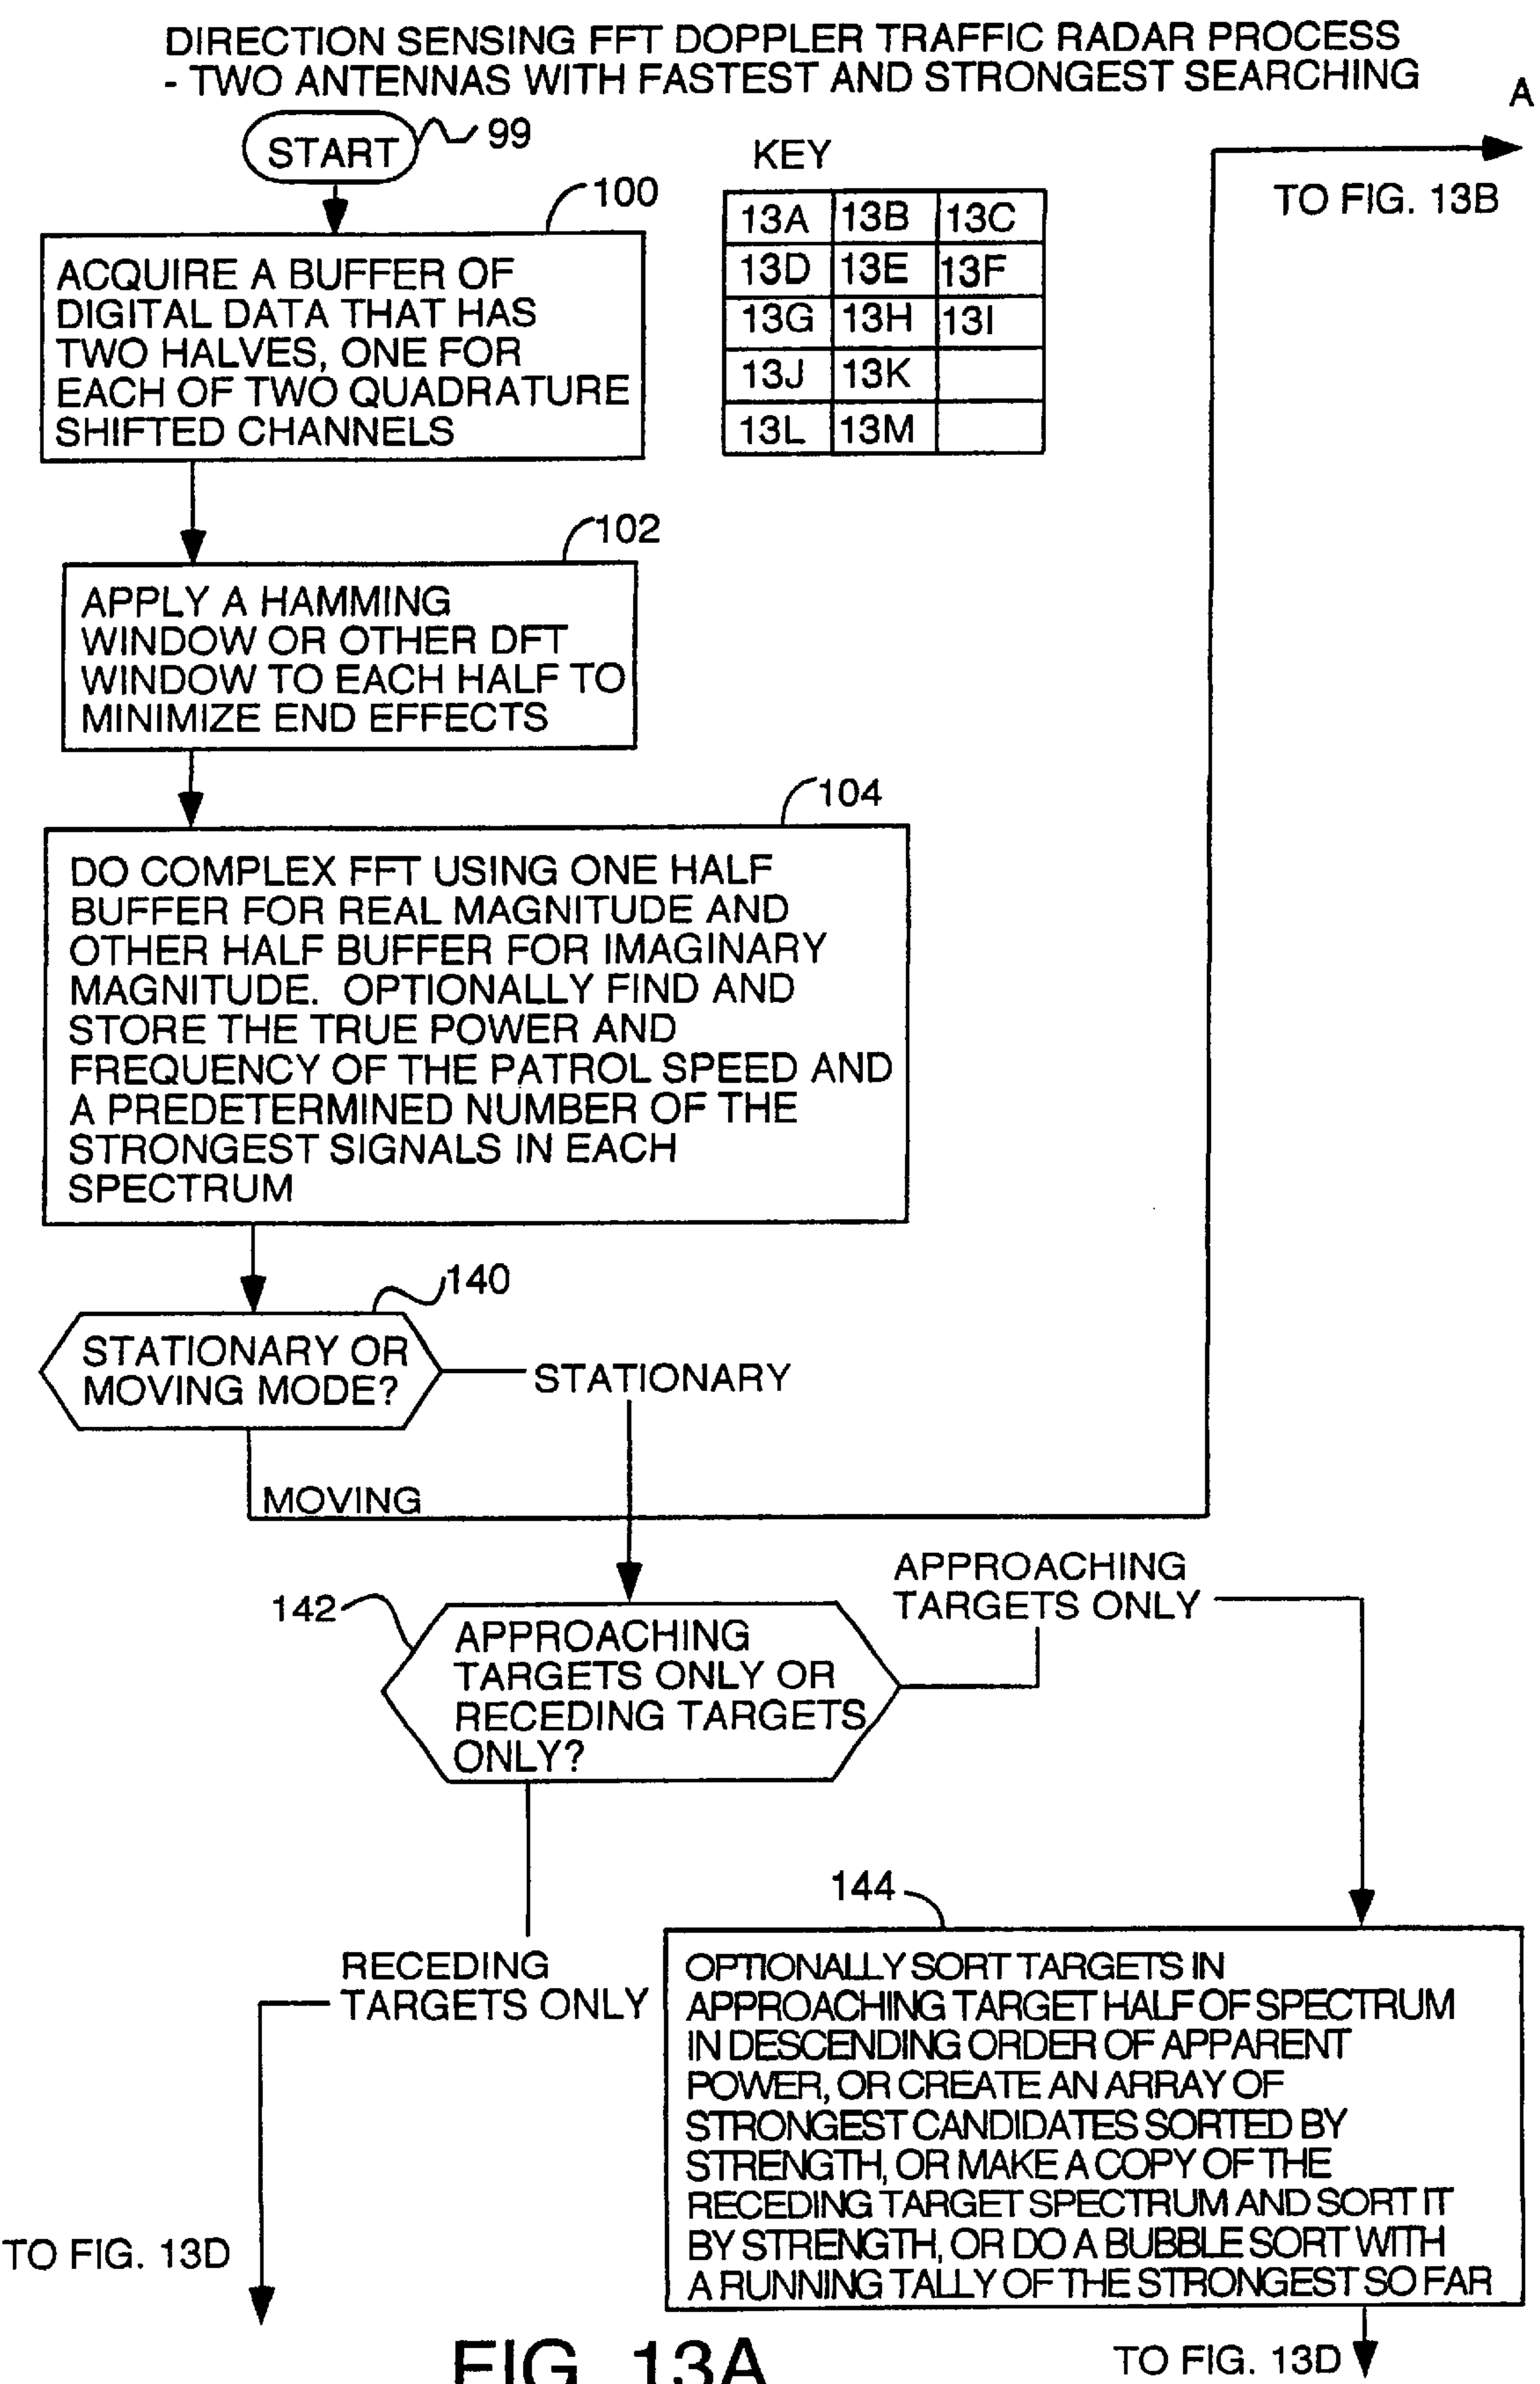 DIRECTION SENSING FFT DOPPLER TRAFFIC RADAR PROCESS
- TWO ANTENNAS WITH FASTEST AND STRONGEST SEARCHING
A
START
99
KEY
TO FIG. 13B
100
13A 13B 13C
13D 13E 13F
13G 13H 13I
13J 13K
13L 13M
ACQUIRE A BUFFER OF
DIGITAL DATA THAT HAS
TWO HALVES, ONE FOR
EACH OF TWO QUADRATURE
SHIFTED CHANNELS
102
APPLY A HAMMING
WINDOW OR OTHER DFT
WINDOW TO EACH HALF TO
MINIMIZE END EFFECTS
104
DO COMPLEX FFT USING ONE HALF
BUFFER FOR REAL MAGNITUDE AND
OTHER HALF BUFFER FOR IMAGINARY
MAGNITUDE. OPTIONALLY FIND AND
STORE THE TRUE POWER AND
FREQUENCY OF THE PATROL SPEED AND
A PREDETERMINED NUMBER OF THE
STRONGEST SIGNALS IN EACH
SPECTRUM
140
STATIONARY OR
MOVING MODE?
STATIONARY
MOVING
142
APPROACHING
TARGETS ONLY OR
RECEDING TARGETS
ONLY?
APPROACHING
TARGETS ONLY
144
RECEDING
TARGETS ONLY
OPTIONALLY SORT TARGETS IN
APPROACHING TARGET HALF OF SPECTRUM
IN DESCENDING ORDER OF APPARENT
POWER, OR CREATE AN ARRAY OF
STRONGEST CANDIDATES SORTED BY
STRENGTH, OR MAKE A COPY OF THE
RECEDING TARGET SPECTRUM AND SORT IT
BY STRENGTH, OR DO A BUBBLE SORT WITH
A RUNNING TALLY OF THE STRONGEST SO FAR
TO FIG. 13D
TO FIG. 13D
FIG. 13A